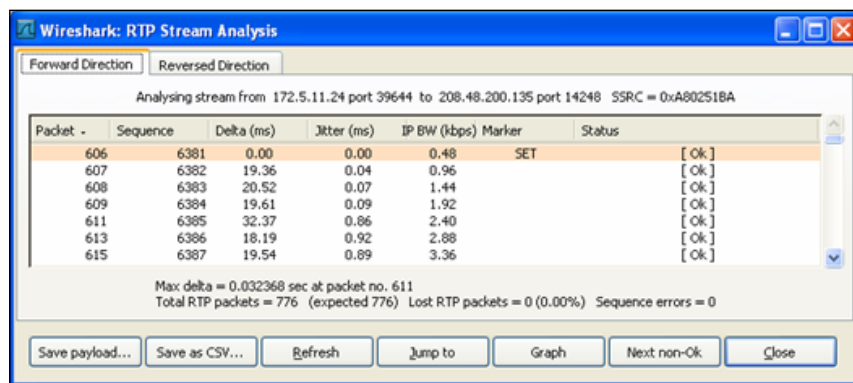 Wireshark: RTP Stream Analysis
Forward Direction Reversed Direction
Analysing stream from 172.5.11.24 port 39644 to 208.48.200.135 port 14248 SSRC = 0xA80251BA
Packet Sequence Delta (ms) Jitter (ms) IP BW (kbps) Marker Status
606 6381 0.00 0.00 0.48 SET [ Ok ]
607 6382 19.36 0.04 0.96 [ Ok ]
608 6383 20.52 0.07 1.44 [ Ok ]
609 6384 19.61 0.09 1.92 [ Ok ]
611 6385 32.37 0.86 2.40 [ Ok ]
613 6386 18.19 0.92 2.88 [ Ok ]
615 6387 19.54 0.89 3.36 [ Ok ]
Max delta = 0.032368 sec at packet no. 611
Total RTP packets = 776 (expected 776) Lost RTP packets = 0 (0.00%) Sequence errors = 0
Save payload... Save as CSV... Refresh Jump to Graph Next non-Ok Close